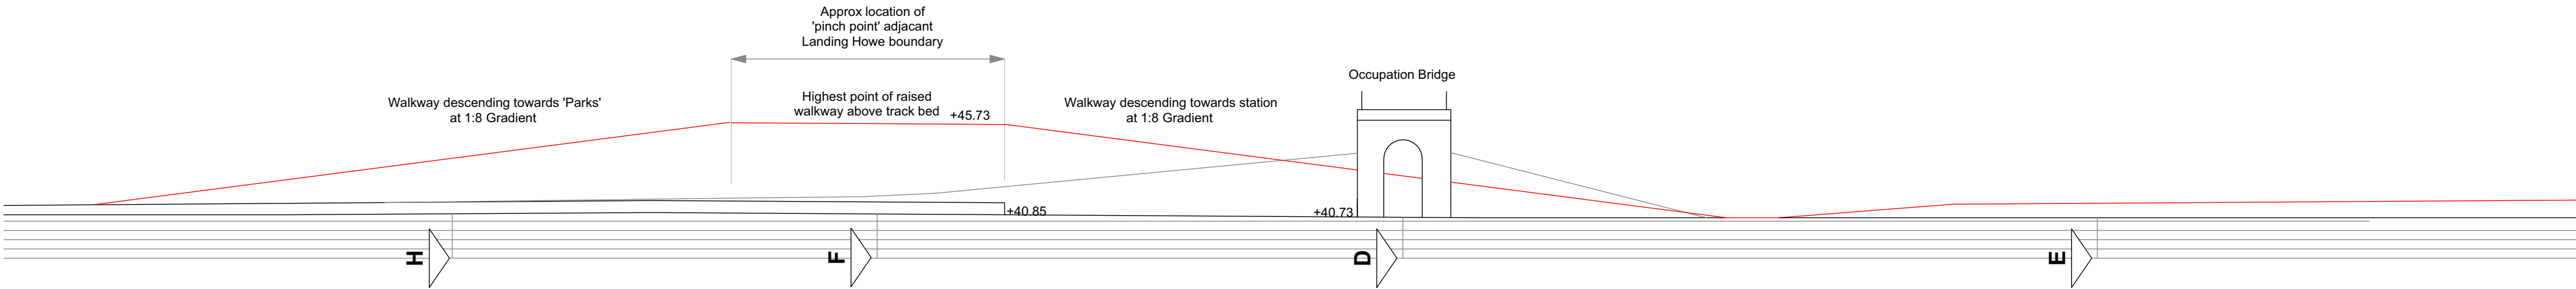 Approx location of
'pinch point' adjacant
Landing Howe boundary
Occupation Bridge
Walkway descending towards 'Parks'
at 1:8 Gradient
Highest point of raised
walkway above track bed
+45.73
Walkway descending towards station
at 1:8 Gradient
+40.85
+40.73
H
F
D
E